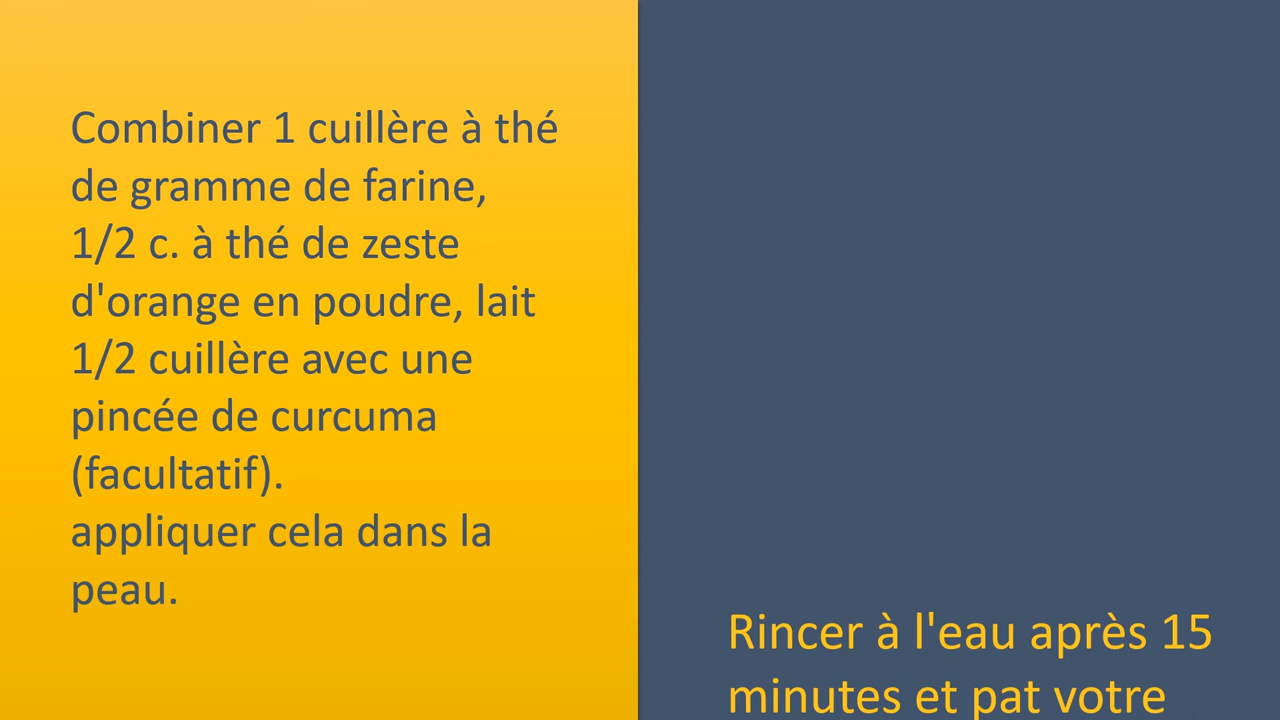 Combiner 1 cuillère à thé
de gramme de farine,
1/2 c. à thé de zeste
d'orange en poudre, lait
1/2 cuillère avec une
pincée de curcuma
(facultatif).
appliquer cela dans la
peau.
Rincer à l'eau après 15
minutes et pat votre